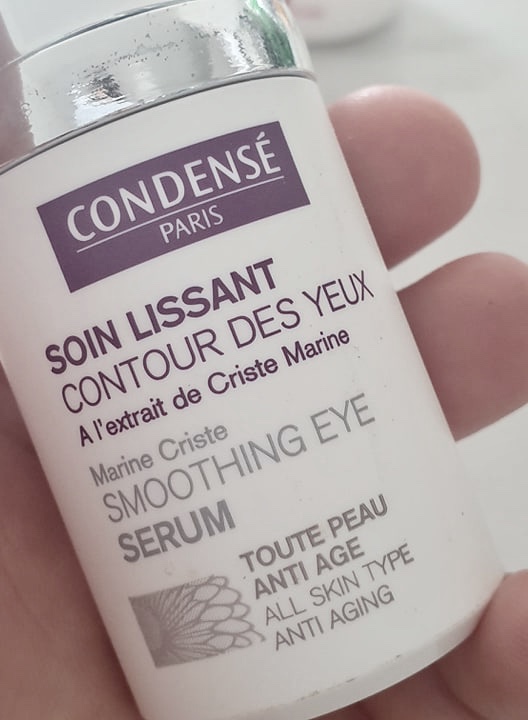 CONDENSÉ
PARIS
SOIN LISSANT
CONTOUR DES YEUX
A l'extrait de Criste Marine
Marine Criste
SMOOTHING EYE
SERUM
TOUTE PEAU
ANTI AGE
ALL SKIN TYPE
ANTI AGING